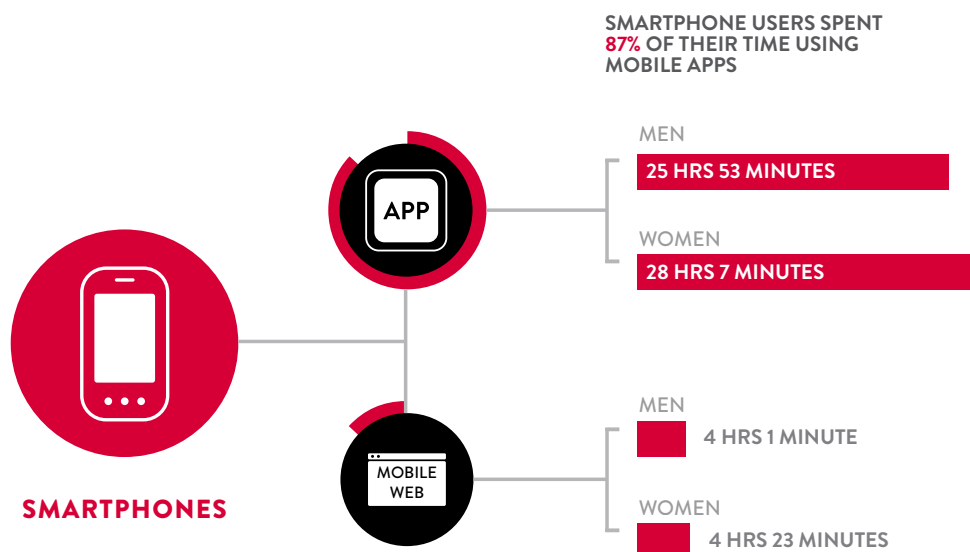 SMARTPHONE USERS SPENT
87% OF THEIR TIME USING
MOBILE APPS
MEN
25 HRS 53 MINUTES
APP
WOMEN
28 HRS 7 MINUTES
MEN
4 HRS 1 MINUTE
MOBILE
WEB
SMARTPHONES
WOMEN
4 HRS 23 MINUTES